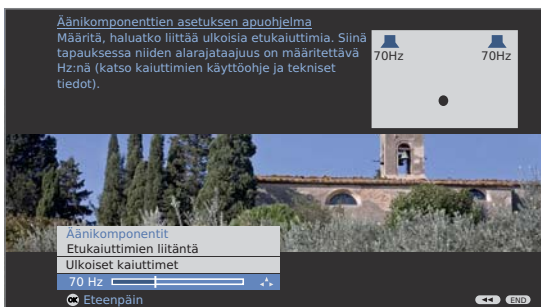 Äänikomponenttien asetuksen apuohjelma
Määritä, haluatko liittää ulkoisia etukaiuttimia. Siinä
tapauksessa niiden alarajataajuus on määritettävä
Hz:nä (katso kaiuttimien käyttöohje ja tekniset
tiedot).
70Hz 70Hz
Äänikomponentit
Etukaiuttimien liitäntä
Ulkoiset kaiuttimet
70 Hz
OK Eteenpäin
END